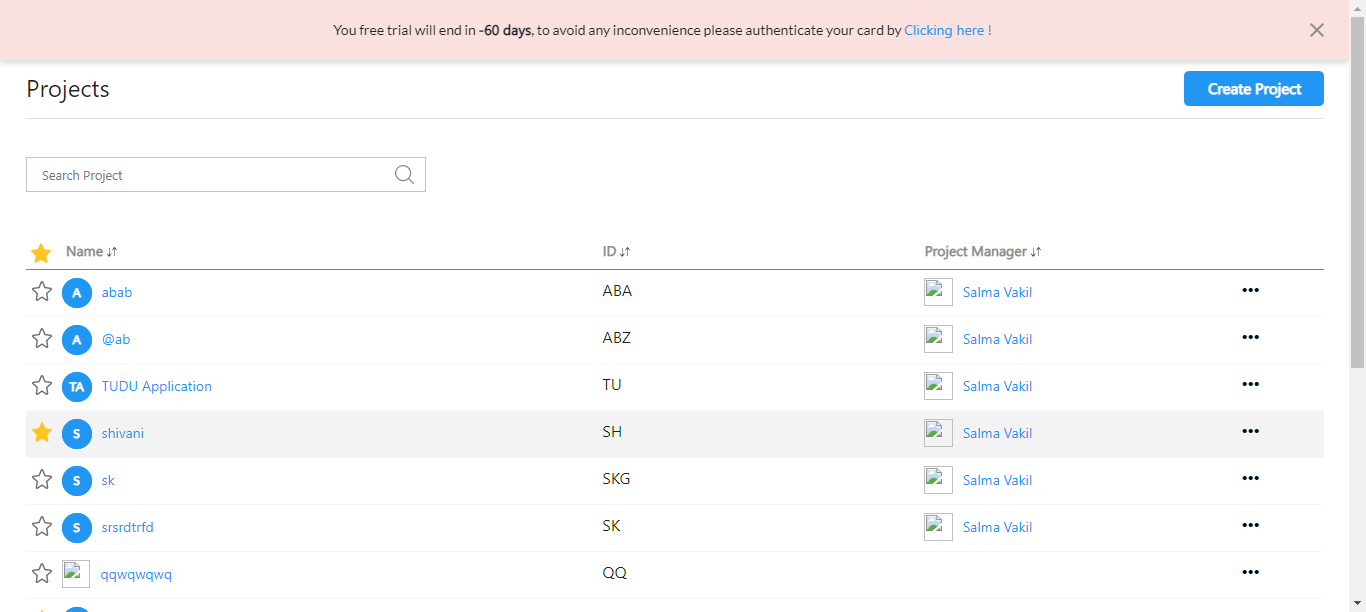 You free trial will end in -60 days, to avoid any inconvenience please authenticate your card by Clicking here !
Projects
Create Project
Search Project
Name ID Project Manager
A abab ABA Salma Vakil
A @ab ABZ Salma Vakil
TA TUDU Application TU Salma Vakil
S shivani SH Salma Vakil
S sk SKG Salma Vakil
S srsrdtrfd SK Salma Vakil
qqwqwqwq QQ